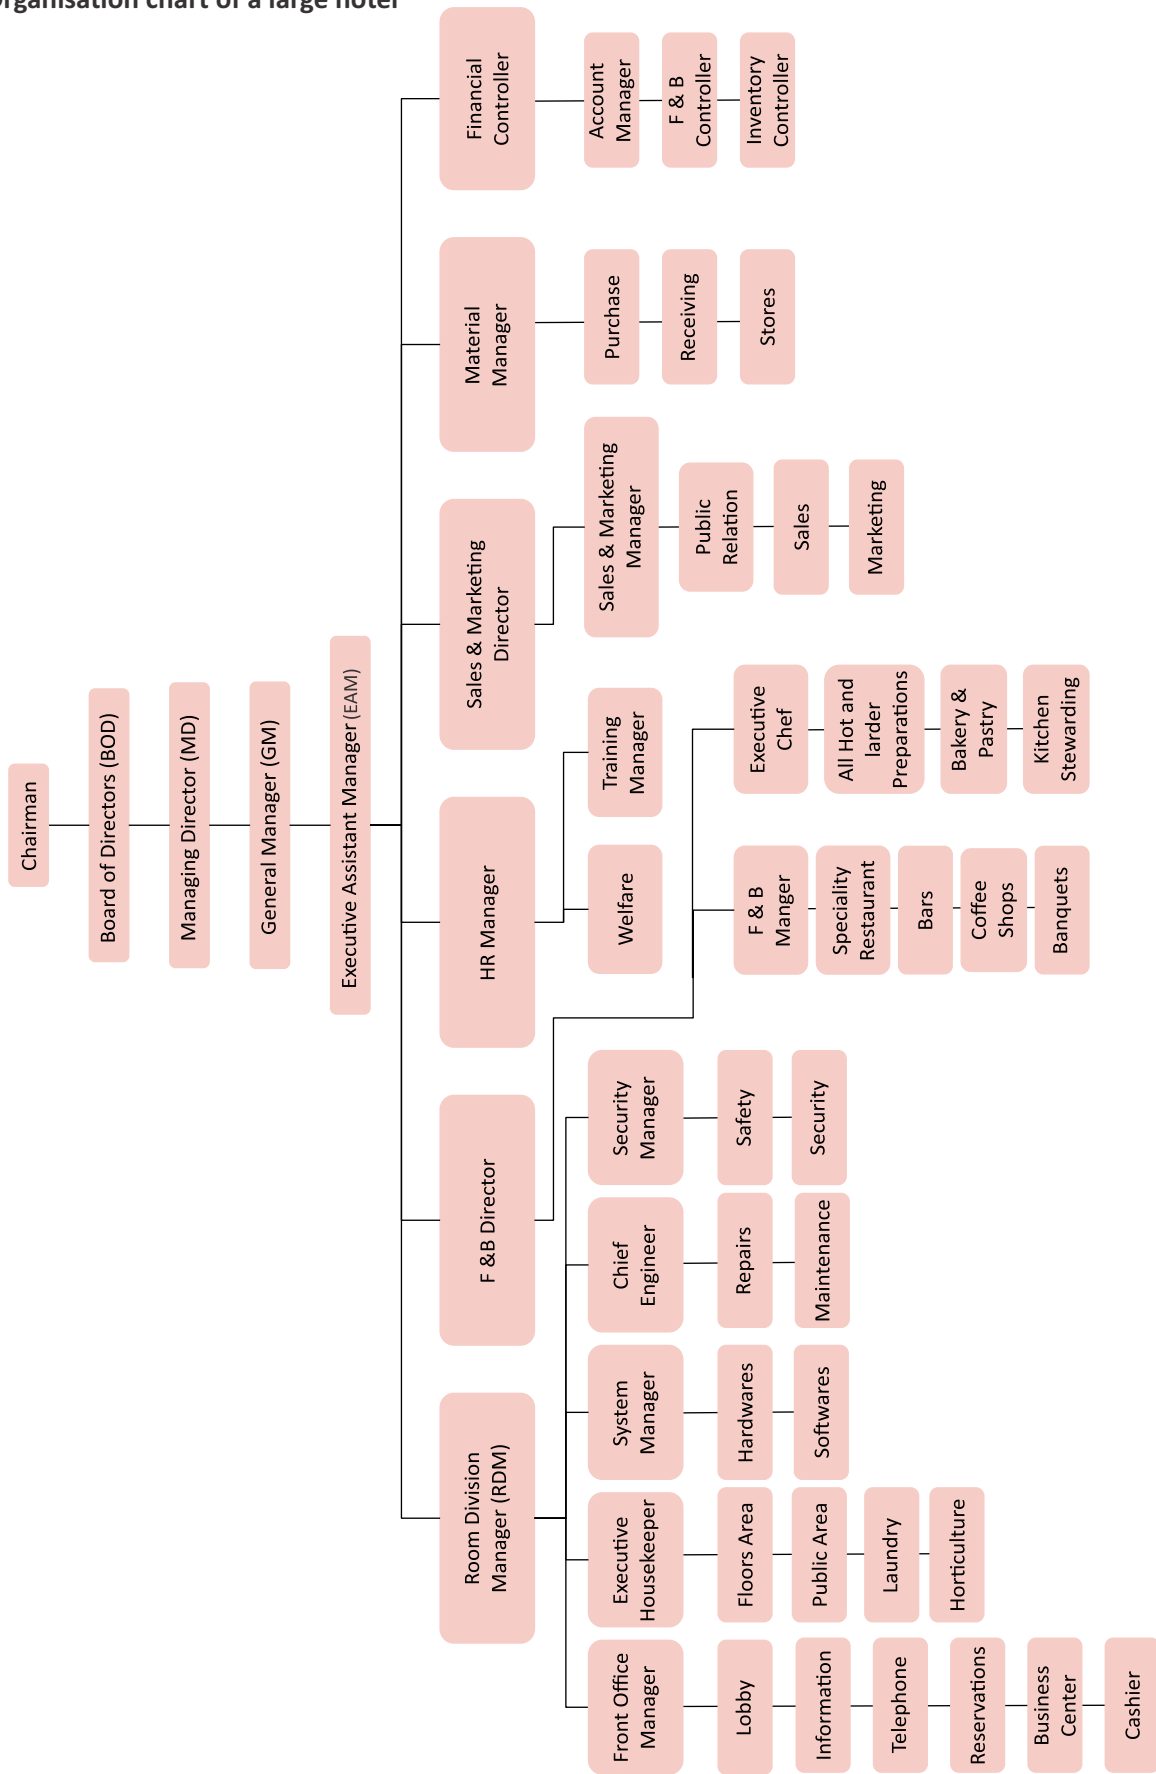 Organisation chart of a large hotel
Chairman
Board of Directors (BOD)
Managing Director (MD)
General Manager (GM)
Executive Assistant Manager (EAM)
Room Division
Manager (RDM)
F &B Director
HR Manager
Sales & Marketing
Director
Material
Manager
Financial
Controller
Front Office
Manager
Lobby
Information
Telephone
Reservations
Business
Center
Cashier
Executive
Housekeeper
Floors Area
Public Area
Laundry
Horticulture
System
Manager
Hardwares
Softwares
Chief
Engineer
Repairs
Maintenance
Security
Manager
Safety
Security
F & B
Manger
Speciality
Restaurant
Bars
Coffee
Shops
Banquets
Executive
Chef
All Hot and
larder
Preparations
Bakery &
Pastry
Kitchen
Stewarding
Welfare
Training
Manager
Sales & Marketing
Manager
Public
Relation
Sales
Marketing
Purchase
Receiving
Stores
Account
Manager
F & B
Controller
Inventory
Controller